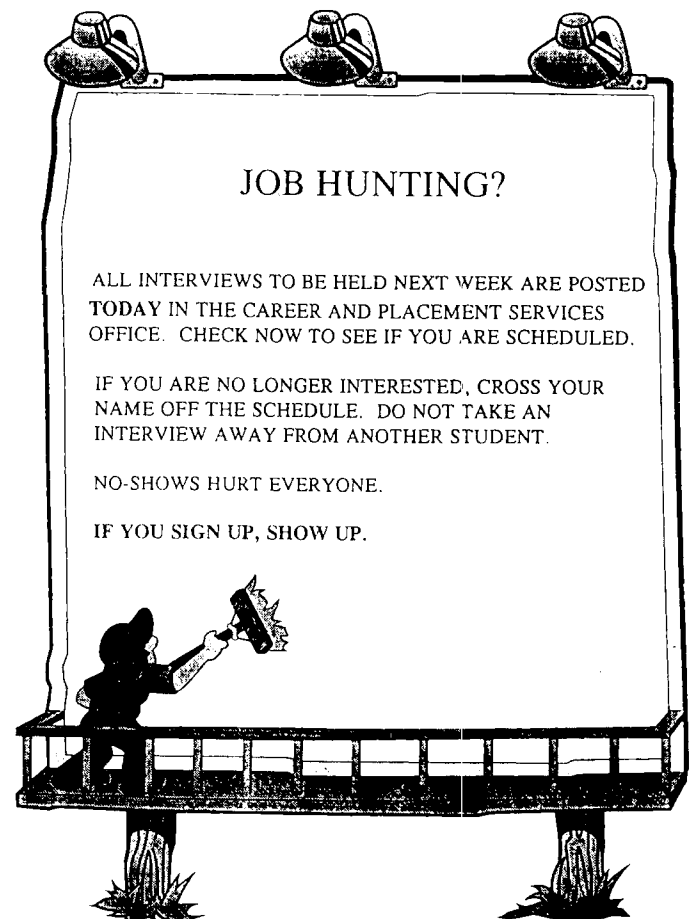 JOB HUNTING?
ALL INTERVIEWS TO BE HELD NEXT WEEK ARE POSTED
TODAY IN THE CAREER AND PLACEMENT SERVICES
OFFICE. CHECK NOW TO SEE IF YOU ARE SCHEDULED.
IF YOU ARE NO LONGER INTERESTED, CROSS YOUR
NAME OFF THE SCHEDULE. DO NOT TAKE AN
INTERVIEW AWAY FROM ANOTHER STUDENT.
NO-SHOWS HURT EVERYONE.
IF YOU SIGN UP, SHOW UP.